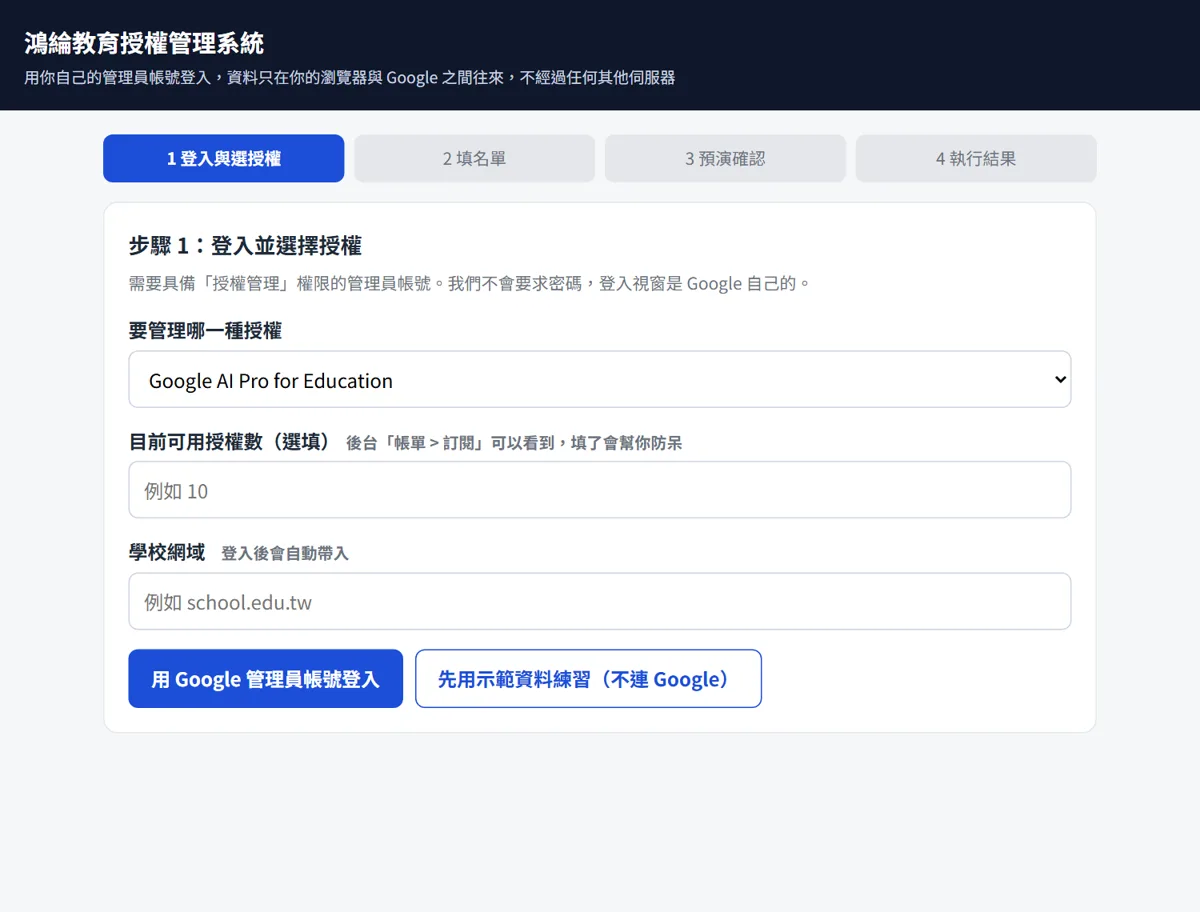 鴻綸教育授權管理系統
用你自己的管理員帳號登入，資料只在你的瀏覽器與 Google 之間往來，不經過任何其他伺服器
1 登入與選授權
2 填名單
3 預演確認
4 執行結果
步驟 1：登入並選擇授權
需要具備「授權管理」權限的管理員帳號。我們不會要求密碼，登入視窗是 Google 自己的。
要管理哪一種授權
Google AI Pro for Education
目前可用授權數（選填） 後台「帳單 > 訂閱」可以看到，填了會幫你防呆
例如 10
學校網域 登入後會自動帶入
例如 school.edu.tw
用 Google 管理員帳號登入
先用示範資料練習（不連 Google）